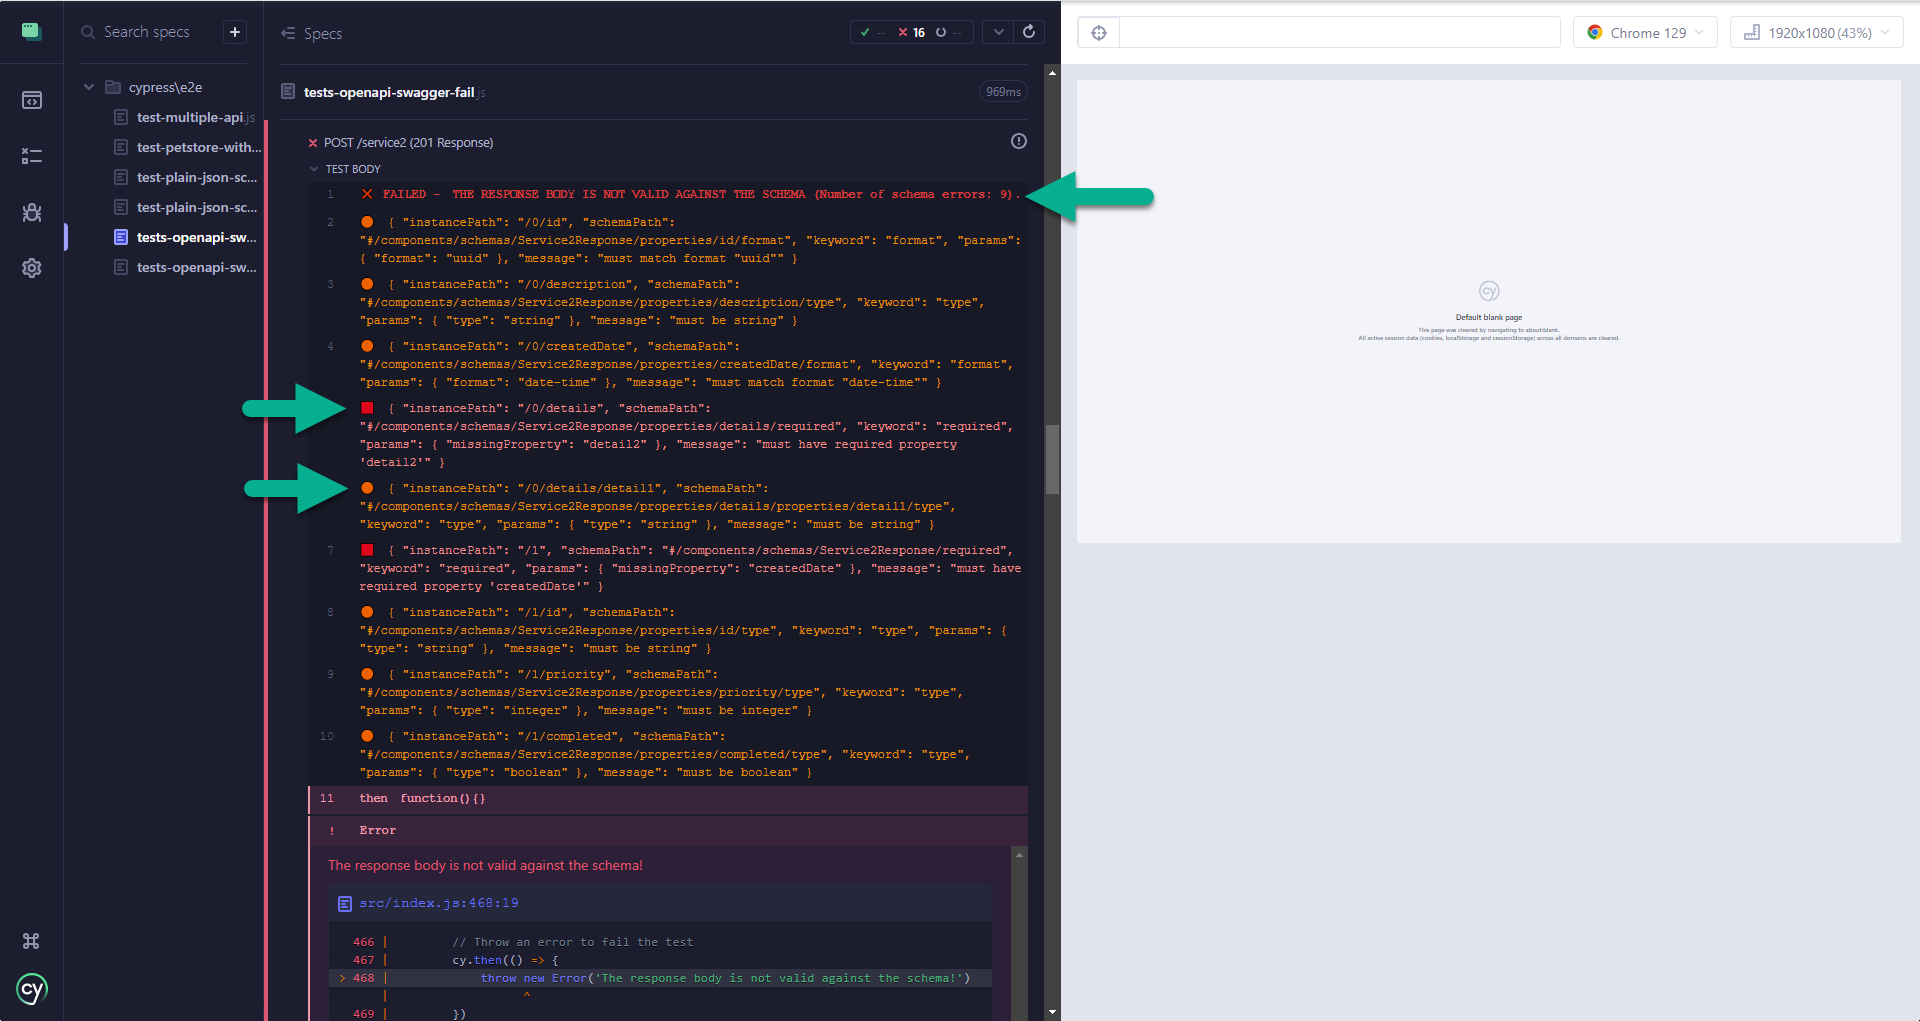 Search specs
+
Specs
-- 16 --
Chrome 129
1920x1080 (43%)
cypress\e2e
test-multiple-api.js
test-petstore-with...
test-plain-json-sc...
test-plain-json-sc...
tests-openapi-sw...
tests-openapi-sw...
tests-openapi-swagger-fail.js
969ms
POST /service2 (201 Response)
TEST BODY
1 FAILED - THE RESPONSE BODY IS NOT VALID AGAINST THE SCHEMA (Number of schema errors: 9).
2 { "instancePath": "/0/id", "schemaPath":
"#/components/schemas/Service2Response/properties/id/format", "keyword": "format", "params":
{ "format": "uuid" }, "message": "must match format "uuid"" }
3 { "instancePath": "/0/description", "schemaPath":
"#/components/schemas/Service2Response/properties/description/type", "keyword": "type",
"params": { "type": "string" }, "message": "must be string" }
4 { "instancePath": "/0/createdDate", "schemaPath":
"#/components/schemas/Service2Response/properties/createdDate/format", "keyword": "format",
"params": { "format": "date-time" }, "message": "must match format "date-time"" }
{ "instancePath": "/0/details", "schemaPath":
"#/components/schemas/Service2Response/properties/details/required", "keyword": "required",
"params": { "missingProperty": "detail2" }, "message": "must have required property
'detail2'" }
{ "instancePath": "/0/details/detail1", "schemaPath":
"#/components/schemas/Service2Response/properties/details/properties/detail1/type",
"keyword": "type", "params": { "type": "string" }, "message": "must be string" }
7 { "instancePath": "/1", "schemaPath": "#/components/schemas/Service2Response/required",
"keyword": "required", "params": { "missingProperty": "createdDate" }, "message": "must have
required property 'createdDate'" }
8 { "instancePath": "/1/id", "schemaPath":
"#/components/schemas/Service2Response/properties/id/type", "keyword": "type", "params": {
"type": "string" }, "message": "must be string" }
9 { "instancePath": "/1/priority", "schemaPath":
"#/components/schemas/Service2Response/properties/priority/type", "keyword": "type",
"params": { "type": "integer" }, "message": "must be integer" }
10 { "instancePath": "/1/completed", "schemaPath":
"#/components/schemas/Service2Response/properties/completed/type", "keyword": "type",
"params": { "type": "boolean" }, "message": "must be boolean" }
11 then function(){}
! Error
The response body is not valid against the schema!
src/index.js:468:19
466 | // Throw an error to fail the test
467 | cy.then(() => {
> 468 | throw new Error('The response body is not valid against the schema!')
| ^
469 | })
cy
cy
Default blank page
This page was cleared by navigating to about:blank.
All active session data (cookies, localStorage and sessionStorage) across all domains are cleared.